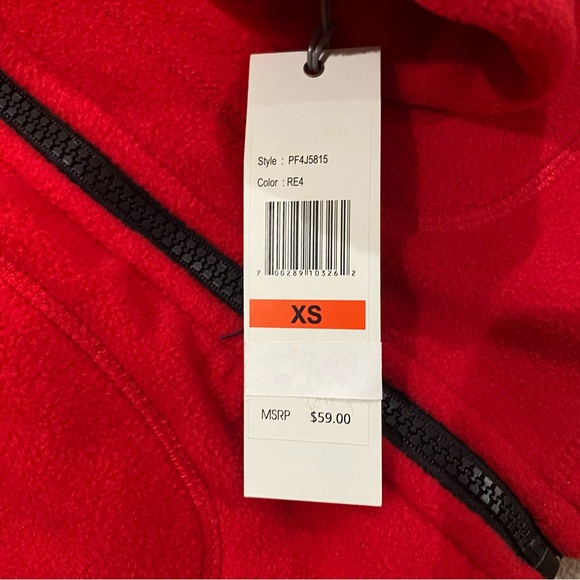 Style : PF4J5815
Color : RE4
7 00289 10326 2
XS
MSRP $59.00